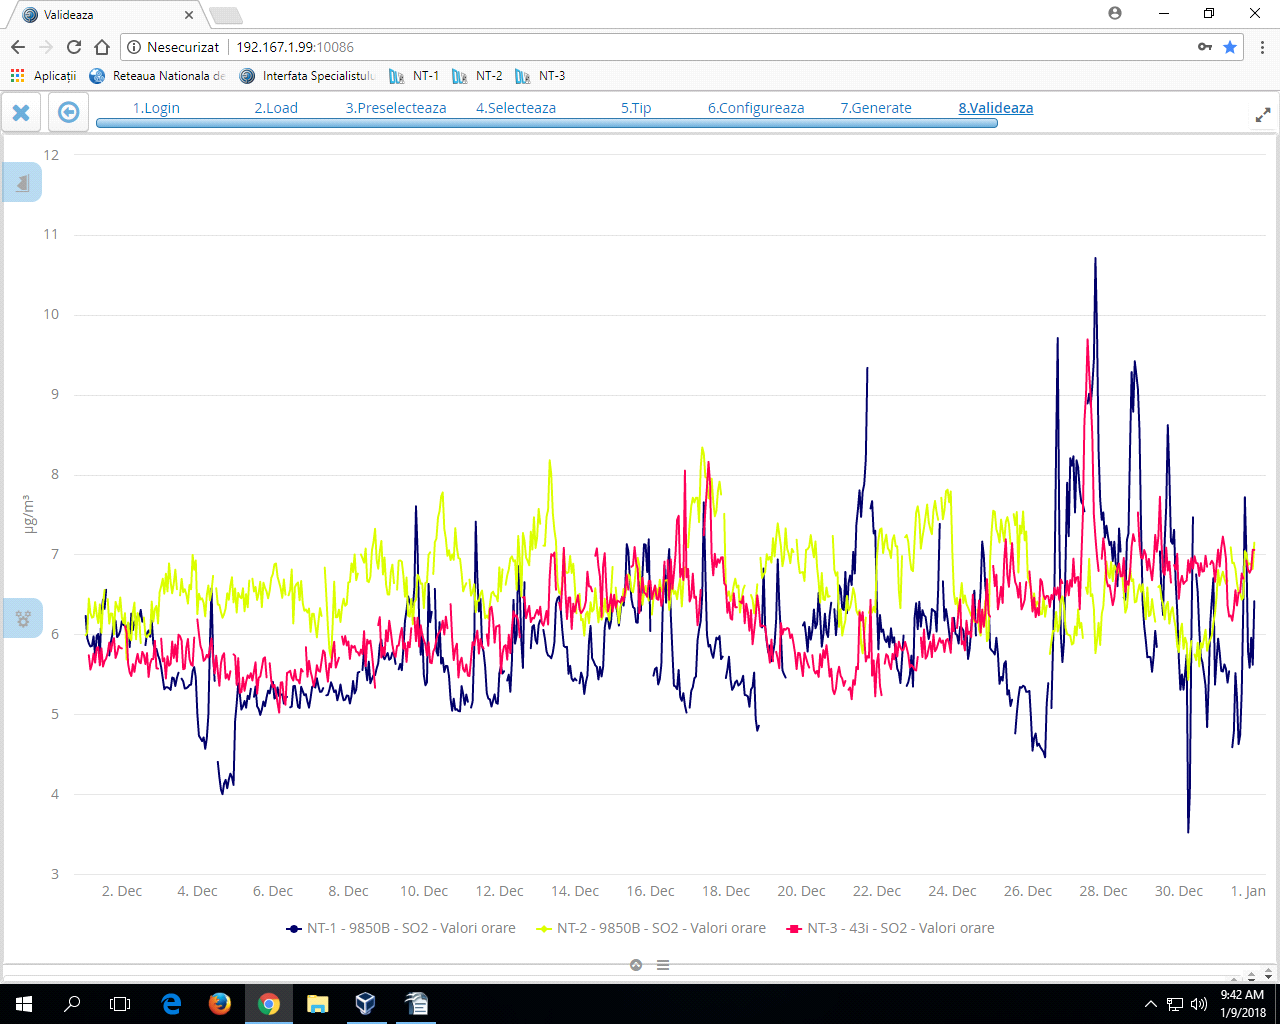 Valideaza
Nesecurizat 192.167.1.99:10086
Aplicații Reteaua Nationala de Interfata Specialistulu NT-1 NT-2 NT-3
1.Login 2.Load 3.Preselecteaza 4.Selecteaza 5.Tip 6.Configureaza 7.Generate 8.Valideaza
12
11
10
9
8
7
6
5
4
3
µg/m³
2. Dec 4. Dec 6. Dec 8. Dec 10. Dec 12. Dec 14. Dec 16. Dec 18. Dec 20. Dec 22. Dec 24. Dec 26. Dec 28. Dec 30. Dec 1. Jan
NT-1 - 9850B - SO2 - Valori orare NT-2 - 9850B - SO2 - Valori orare NT-3 - 43i - SO2 - Valori orare
9:42 AM
1/9/2018